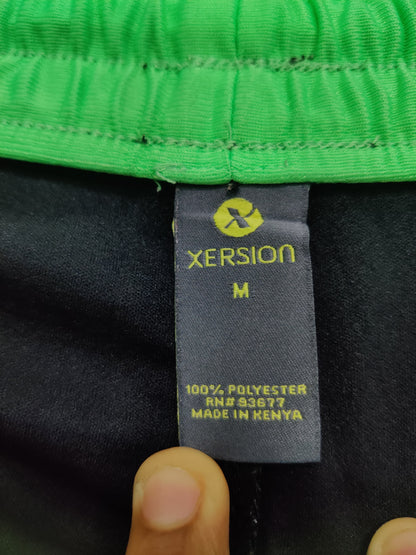 XERSION
M
100% POLYESTER
RN# 93677
MADE IN KENYA